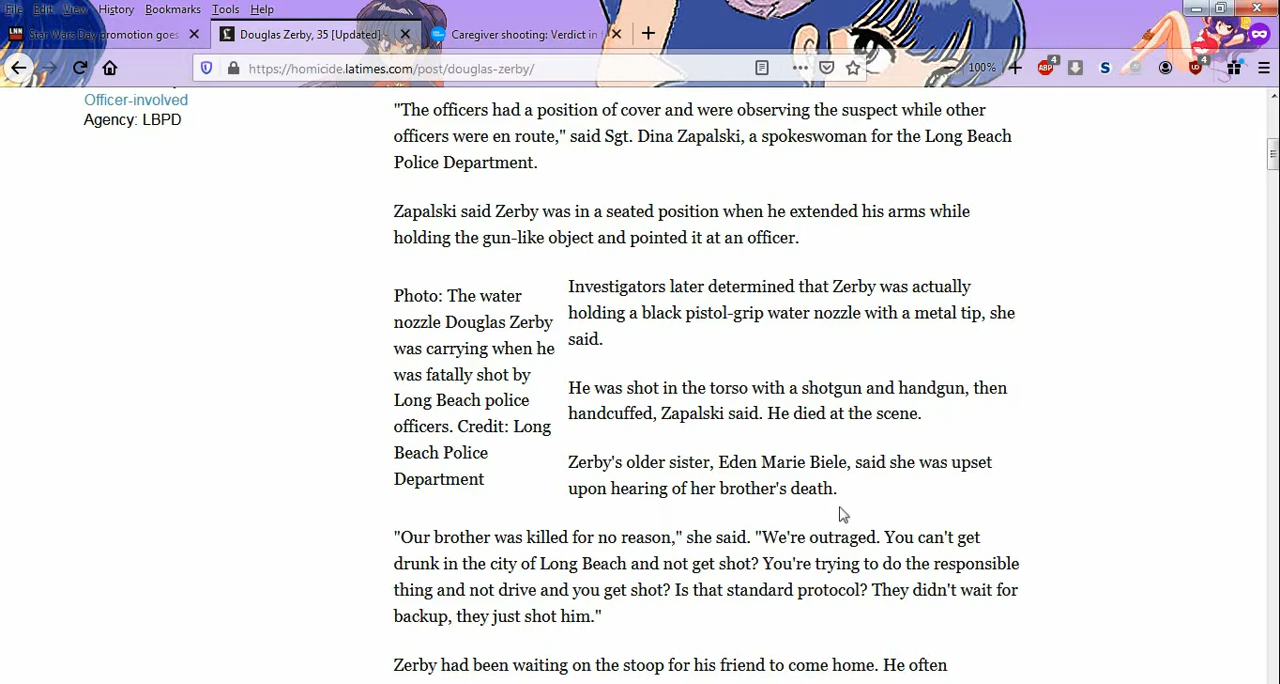 File Edit View History Bookmarks Tools Help
Star Wars Day promotion goes
Douglas Zerby, 35 [Updated]
Caregiver shooting: Verdict in
https://homicide.latimes.com/post/douglas-zerby/
100%
ABP 4
S
4
Officer-involved
Agency: LBPD
"The officers had a position of cover and were observing the suspect while other
officers were en route," said Sgt. Dina Zapalski, a spokeswoman for the Long Beach
Police Department.
Zapalski said Zerby was in a seated position when he extended his arms while
holding the gun-like object and pointed it at an officer.
Photo: The water
nozzle Douglas Zerby
was carrying when he
was fatally shot by
Long Beach police
officers. Credit: Long
Beach Police
Department
Investigators later determined that Zerby was actually
holding a black pistol-grip water nozzle with a metal tip, she
said.
He was shot in the torso with a shotgun and handgun, then
handcuffed, Zapalski said. He died at the scene.
Zerby's older sister, Eden Marie Biele, said she was upset
upon hearing of her brother's death.
"Our brother was killed for no reason," she said. "We're outraged. You can't get
drunk in the city of Long Beach and not get shot? You're trying to do the responsible
thing and not drive and you get shot? Is that standard protocol? They didn't wait for
backup, they just shot him."
Zerby had been waiting on the stoop for his friend to come home. He often